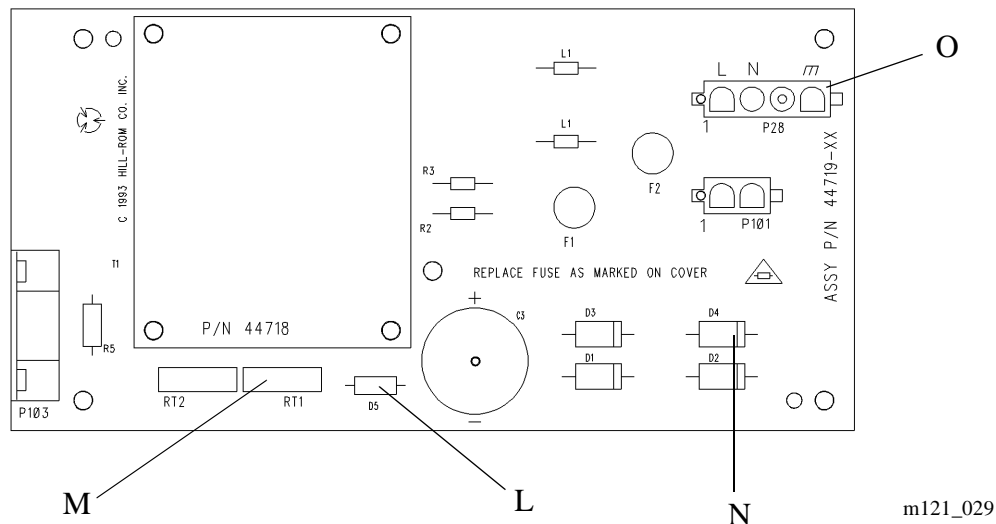 O
L N
1
P28
L1
L1
C 1993 HILL-ROM CO. INC.
R3
R2
F2
F1
1
P101
ASSY P/N 44719-XX
T1
REPLACE FUSE AS MARKED ON COVER
+
C3
D3
D4
P/N 44718
R5
D1
D2
P103
RT2
RT1
D5
−
M
L
N
m121_029